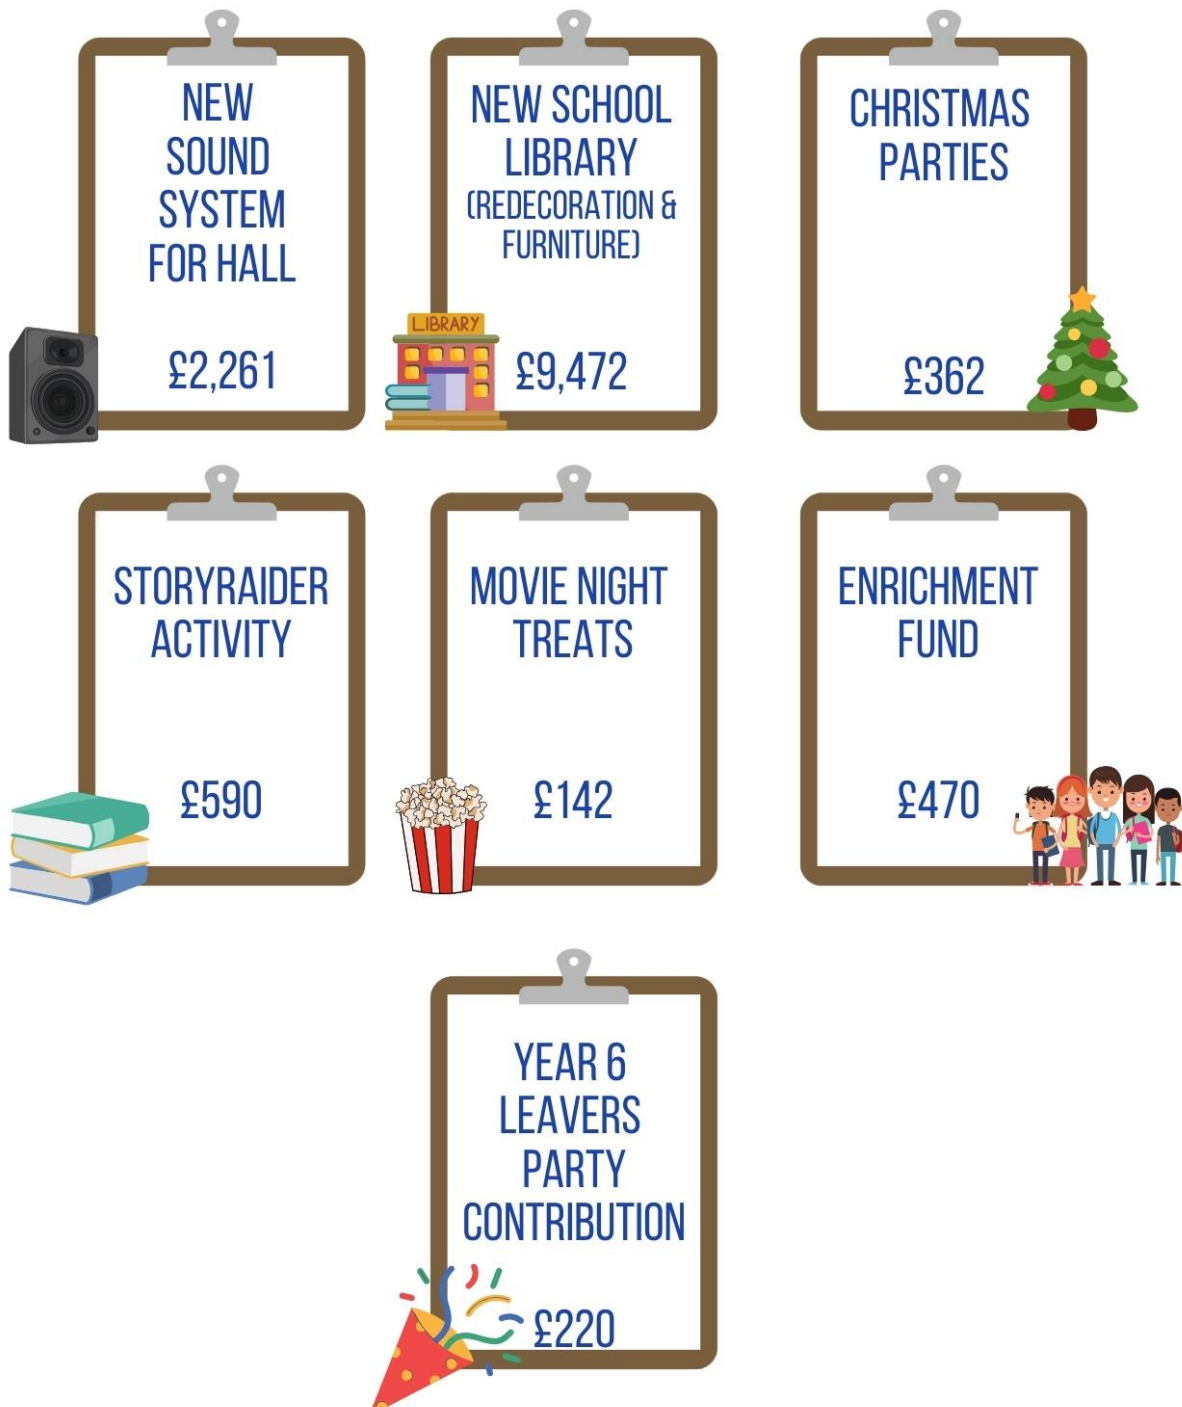 NEW
SOUND
SYSTEM
FOR HALL
£2,261
NEW SCHOOL
LIBRARY
(REDECORATION &
FURNITURE)
LIBRARY
£9,472
CHRISTMAS
PARTIES
£362
STORYRAIDER
ACTIVITY
£590
MOVIE NIGHT
TREATS
£142
ENRICHMENT
FUND
£470
YEAR 6
LEAVERS
PARTY
CONTRIBUTION
£220